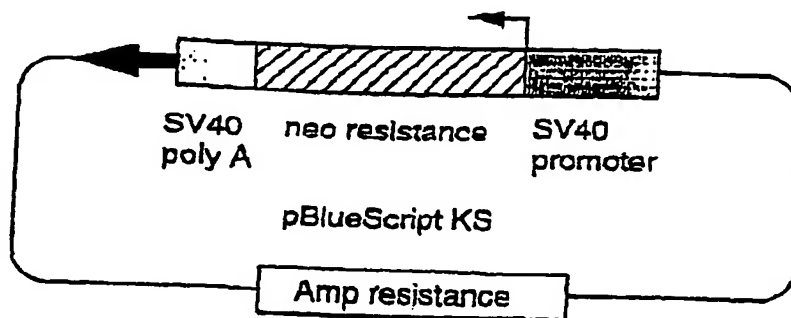 SV40
poly A
neo resistance
SV40
promoter
pBlueScript KS
Amp resistance